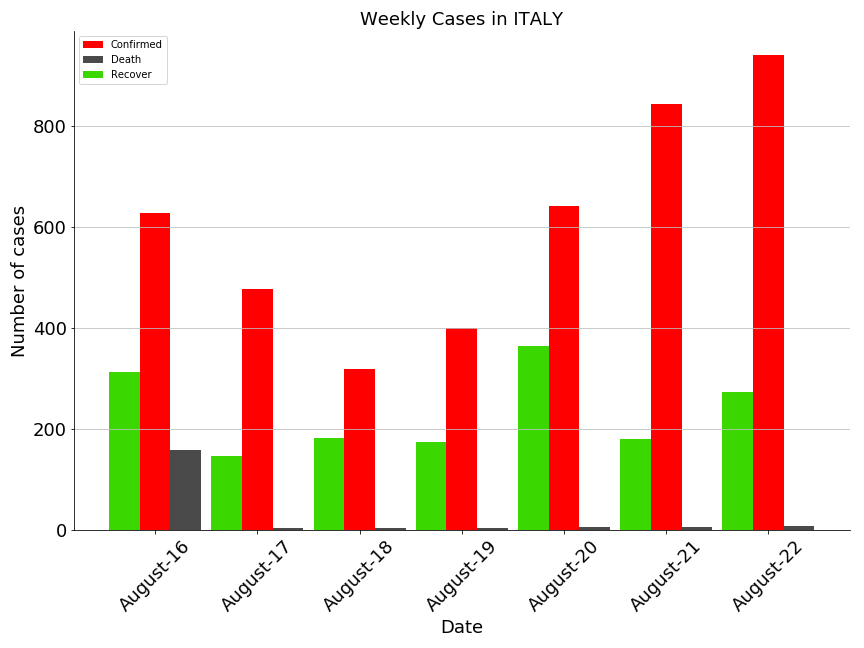 Weekly Cases in ITALY
Confirmed
Death
Recover
Number of cases
800
600
400
200
0
August-16
August-17
August-18
August-19
August-20
August-21
August-22
Date